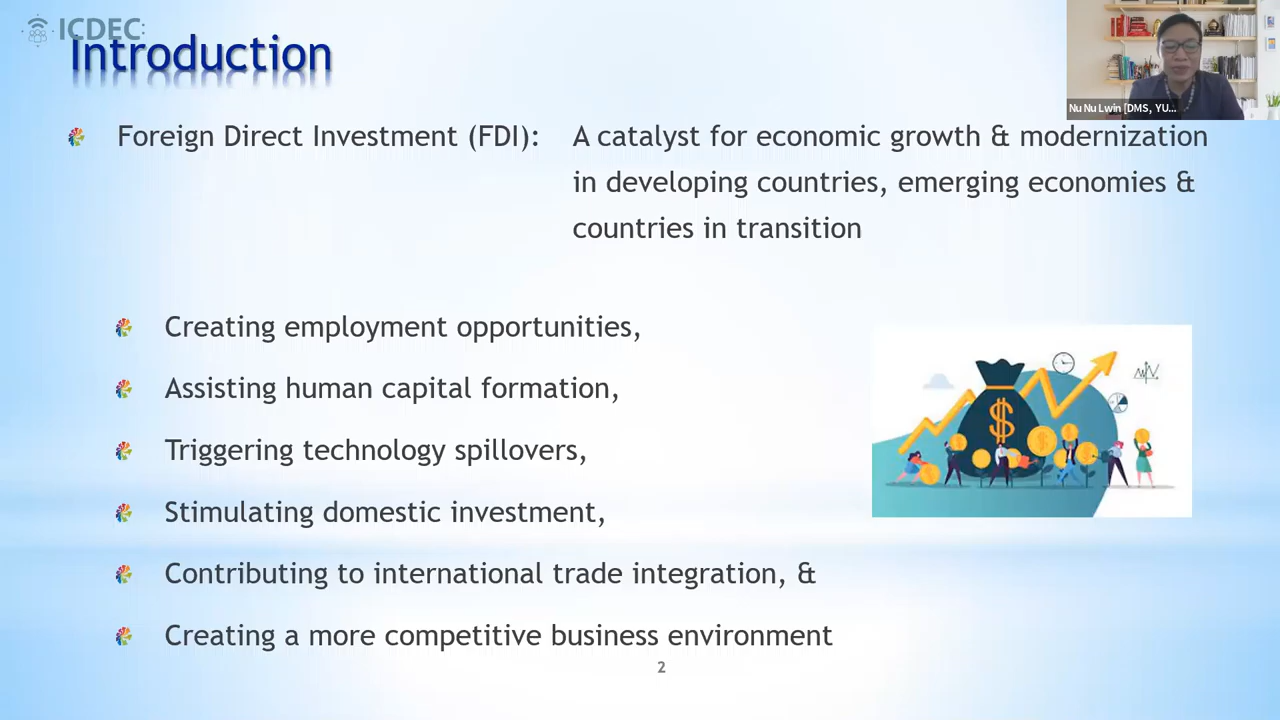 ICDEC:
Introduction
Nu Nu Lwin [DMS, YU...
Foreign Direct Investment (FDI): A catalyst for economic growth & modernization
in developing countries, emerging economies &
countries in transition
Creating employment opportunities,
Assisting human capital formation,
Triggering technology spillovers,
Stimulating domestic investment,
Contributing to international trade integration, &
Creating a more competitive business environment
$
2